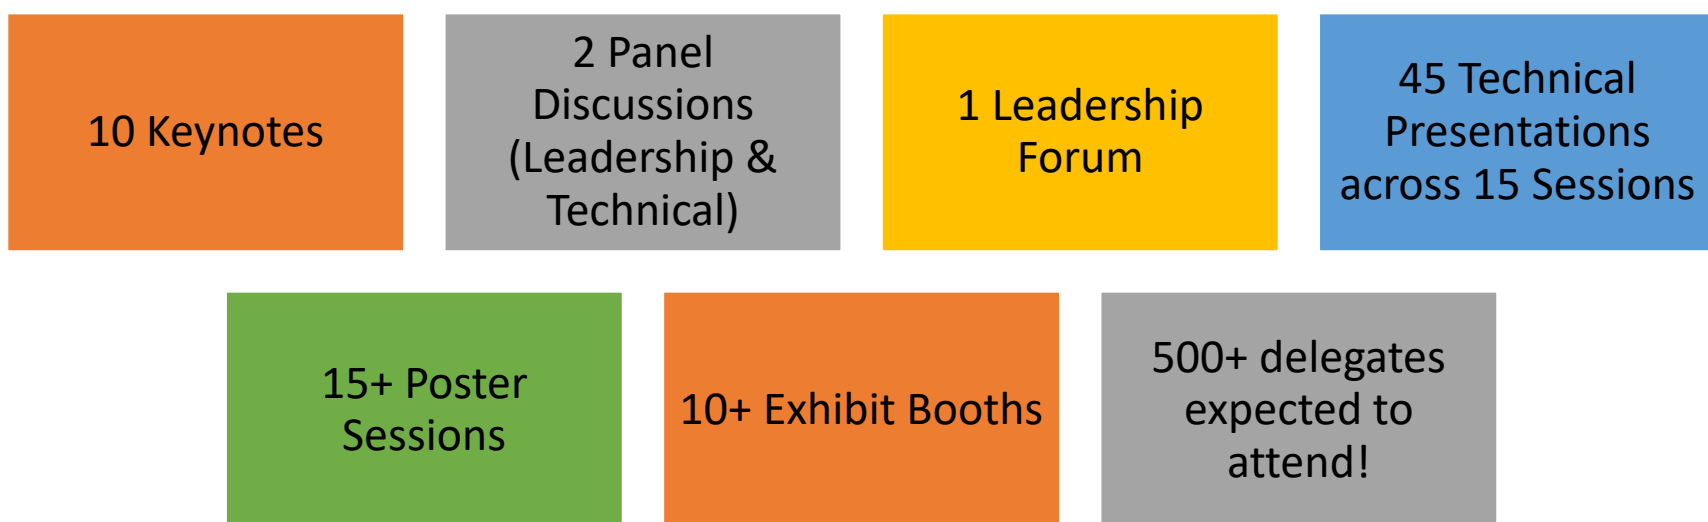 10 Keynotes
2 Panel
Discussions
(Leadership &
Technical)
1 Leadership
Forum
45 Technical
Presentations
across 15 Sessions
15+ Poster
Sessions
10+ Exhibit Booths
500+ delegates
expected to
attend!